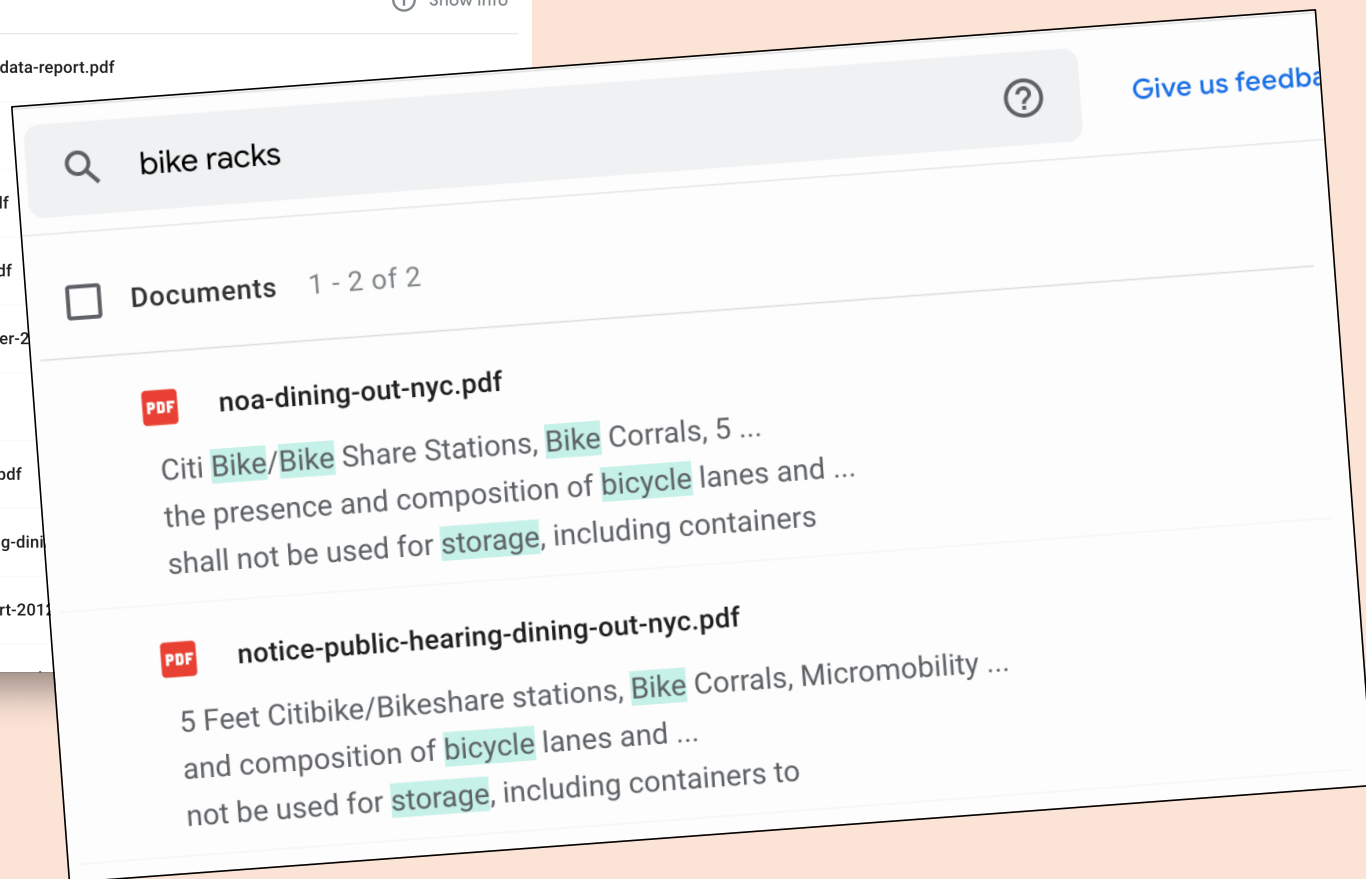 Show info
data-report.pdf
bike racks
Give us feedba
Documents 1 - 2 of 2
noa-dining-out-nyc.pdf
Citi Bike/Bike Share Stations, Bike Corrals, 5 ...
the presence and composition of bicycle lanes and ...
shall not be used for storage, including containers
notice-public-hearing-dining-out-nyc.pdf
5 Feet Citibike/Bikeshare stations, Bike Corrals, Micromobility ...
and composition of bicycle lanes and ...
not be used for storage, including containers to
PDF
PDF
df
df
er-2
pdf
g-dini
rt-2012